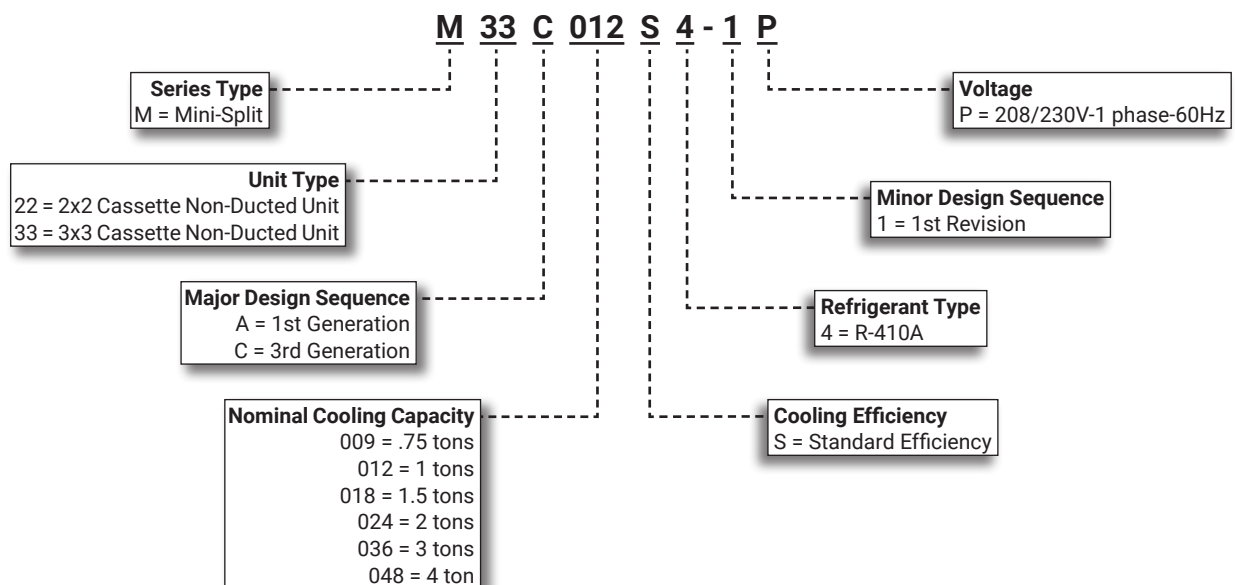 M 33 C 012 S 4 - 1 P
Series Type
M = Mini-Split
Voltage
P = 208/230V-1 phase-60Hz
Unit Type
22 = 2x2 Cassette Non-Ducted Unit
33 = 3x3 Cassette Non-Ducted Unit
Minor Design Sequence
1 = 1st Revision
Major Design Sequence
A = 1st Generation
C = 3rd Generation
Refrigerant Type
4 = R-410A
Nominal Cooling Capacity
009 = .75 tons
012 = 1 tons
018 = 1.5 tons
024 = 2 tons
036 = 3 tons
048 = 4 ton
Cooling Efficiency
S = Standard Efficiency